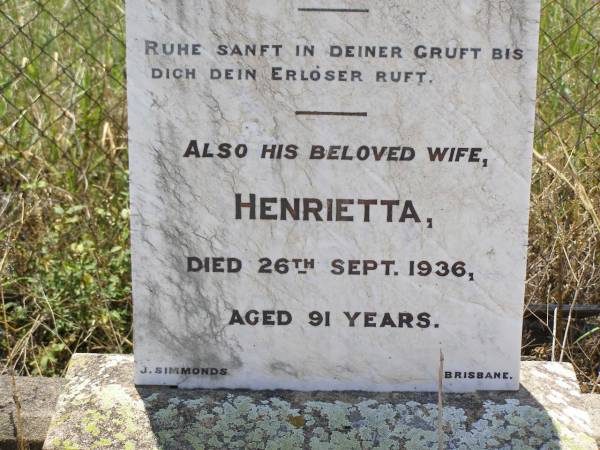 Ruhe sanft in deiner Gruft bis
dich dein Erlöser ruft.
Also his beloved wife,
Henrietta,
died 26th Sept. 1936,
aged 91 years.
J. Simmonds Brisbane.